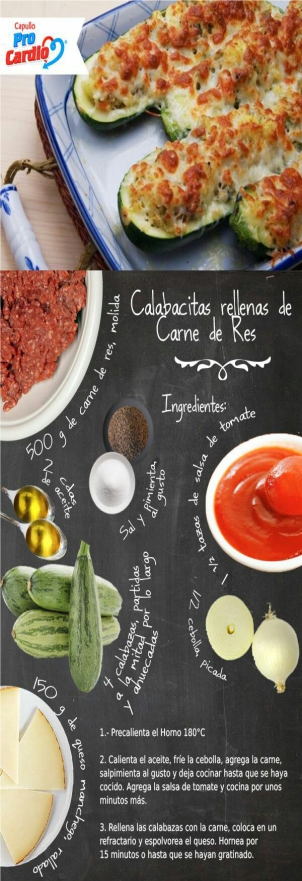 Capullo
Pro
Cardio
Calabacitas rellenas de
Carne de Res
Ingredientes:
500 g de carne de res, molida
Sal y Pimienta,
al gusto
2 cdas
de aceite
1 1/2 tazas de salsa de tomate
4 calabazas, partidas
a la mitad por lo largo
y ahuecadas
1/2 cebolla, picada
150 g de queso manchego, rallado
1.- Precalienta el Horno 180°C
2. Calienta el aceite, fríe la cebolla, agrega la carne,
salpimienta al gusto y deja cocinar hasta que se haya
cocido. Agrega la salsa de tomate y cocina por unos
minutos más.
3. Rellena las calabazas con la carne, coloca en un
refractario y espolvorea el queso. Hornea por
15 minutos o hasta que se hayan gratinado.